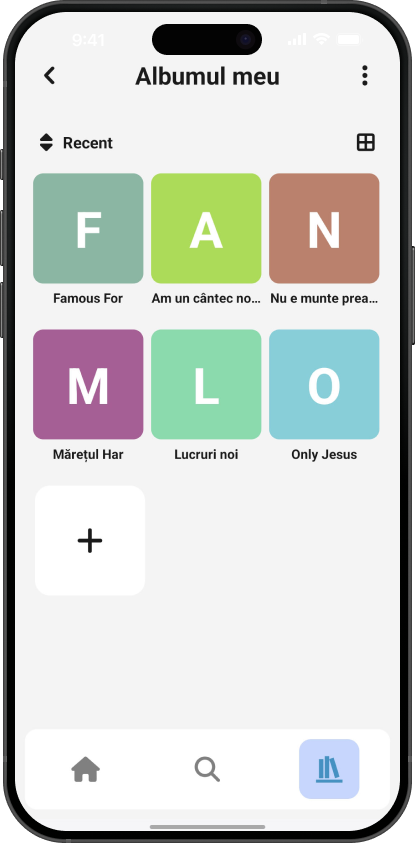 9:41
Albumul meu
Recent
F
A
N
Famous For
Am un cântec no...
Nu e munte prea...
M
L
O
Mărețul Har
Lucruri noi
Only Jesus